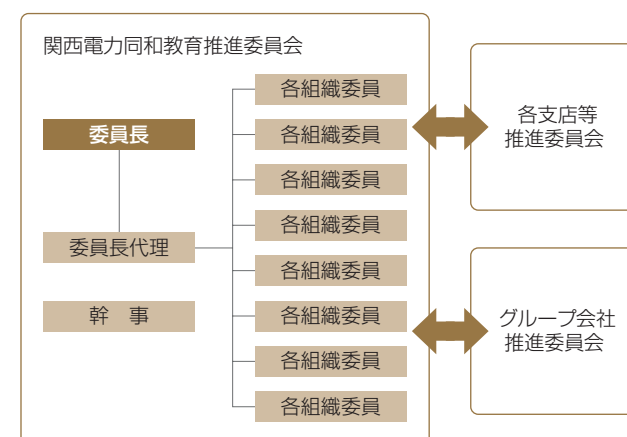 関西電力同和教育推進委員会
委員長
委員長代理
幹　事
各組織委員
各組織委員
各組織委員
各組織委員
各組織委員
各組織委員
各組織委員
各組織委員
各支店等
推進委員会
グループ会社
推進委員会